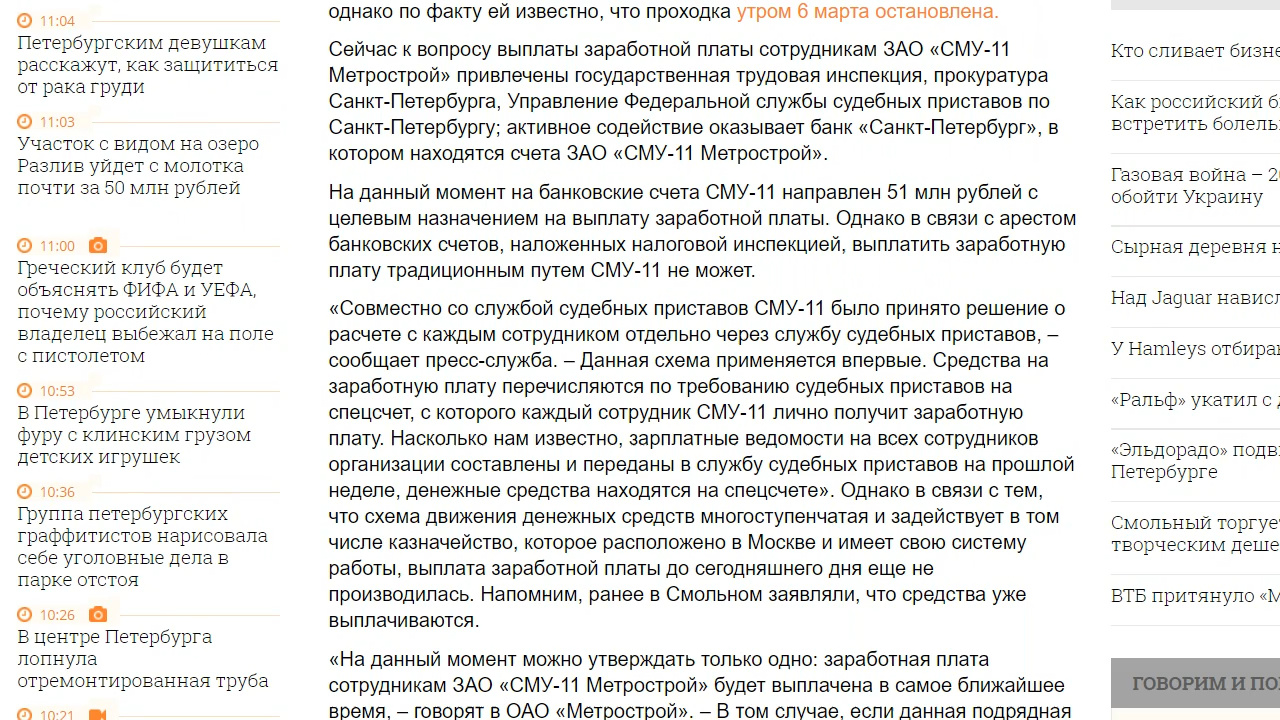 11:04
Петербургским девушкам
расскажут, как защититься
от рака груди
11:03
Участок с видом на озеро
Разлив уйдет с молотка
почти за 50 млн рублей
11:00
Греческий клуб будет
объяснять ФИФА и УЕФА,
почему российский
владелец выбежал на поле
с пистолетом
10:53
В Петербурге умыкнули
фуру с клинским грузом
детских игрушек
10:36
Группа петербургских
граффитистов нарисовала
себе уголовные дела в
парке отстоя
10:26
В центре Петербурга
лопнула
отремонтированная труба
10:21
однако по факту ей известно, что проходка утром 6 марта остановлена.
Сейчас к вопросу выплаты заработной платы сотрудникам ЗАО «СМУ-11
Метрострой» привлечены государственная трудовая инспекция, прокуратура
Санкт-Петербурга, Управление Федеральной службы судебных приставов по
Санкт-Петербургу; активное содействие оказывает банк «Санкт-Петербург», в
котором находятся счета ЗАО «СМУ-11 Метрострой».
На данный момент на банковские счета СМУ-11 направлен 51 млн рублей с
целевым назначением на выплату заработной платы. Однако в связи с арестом
банковских счетов, наложенных налоговой инспекцией, выплатить заработную
плату традиционным путем СМУ-11 не может.
«Совместно со службой судебных приставов СМУ-11 было принято решение о
расчете с каждым сотрудником отдельно через службу судебных приставов, –
сообщает пресс-служба. – Данная схема применяется впервые. Средства на
заработную плату перечисляются по требованию судебных приставов на
спецсчет, с которого каждый сотрудник СМУ-11 лично получит заработную
плату. Насколько нам известно, зарплатные ведомости на всех сотрудников
организации составлены и переданы в службу судебных приставов на прошлой
неделе, денежные средства находятся на спецсчете». Однако в связи с тем,
что схема движения денежных средств многоступенчатая и задействует в том
числе казначейство, которое расположено в Москве и имеет свою систему
работы, выплата заработной платы до сегодняшнего дня еще не
производилась. Напомним, ранее в Смольном заявляли, что средства уже
выплачиваются.
«На данный момент можно утверждать только одно: заработная плата
сотрудникам ЗАО «СМУ-11 Метрострой» будет выплачена в самое ближайшее
время, – говорят в ОАО «Метрострой». – В том случае, если данная подрядная
Кто сливает бизне
Как российский б
встретить болель
Газовая война – 2
обойти Украину
Сырная деревня н
Над Jaguar навис
У Hamleys отбира
«Ральф» укатил с
«Эльдорадо» подв
Петербурге
Смольный торгуе
творческим деше
ВТБ притянуло «М
ГОВОРИМ И ПО